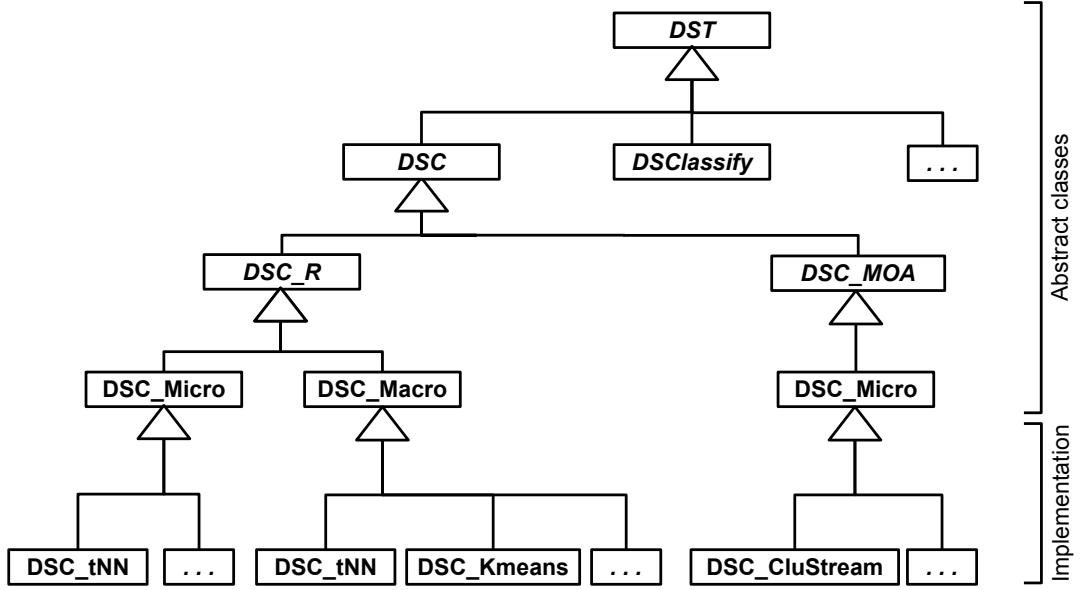 DST
DSC
DSClassify
. . .
DSC_R
DSC_MOA
DSC_Micro
DSC_Macro
DSC_Micro
DSC_tNN
. . .
DSC_tNN
DSC_Kmeans
. . .
DSC_CluStream
. . .
Abstract classes
Implementation